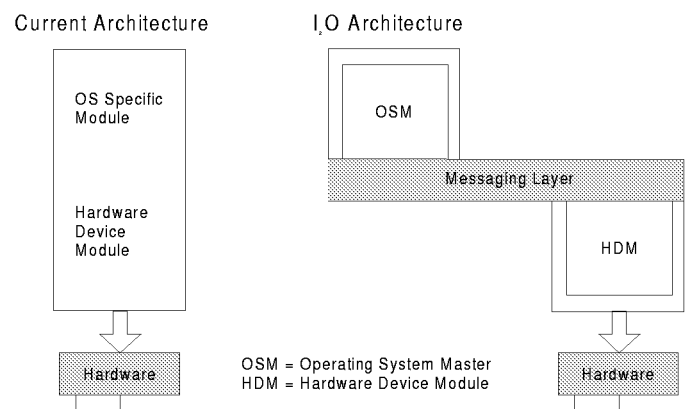 Current Architecture
I₂O Architecture
OS Specific
Module
Hardware
Device
Module
Hardware
OSM
Messaging Layer
HDM
Hardware
OSM = Operating System Master
HDM = Hardware Device Module